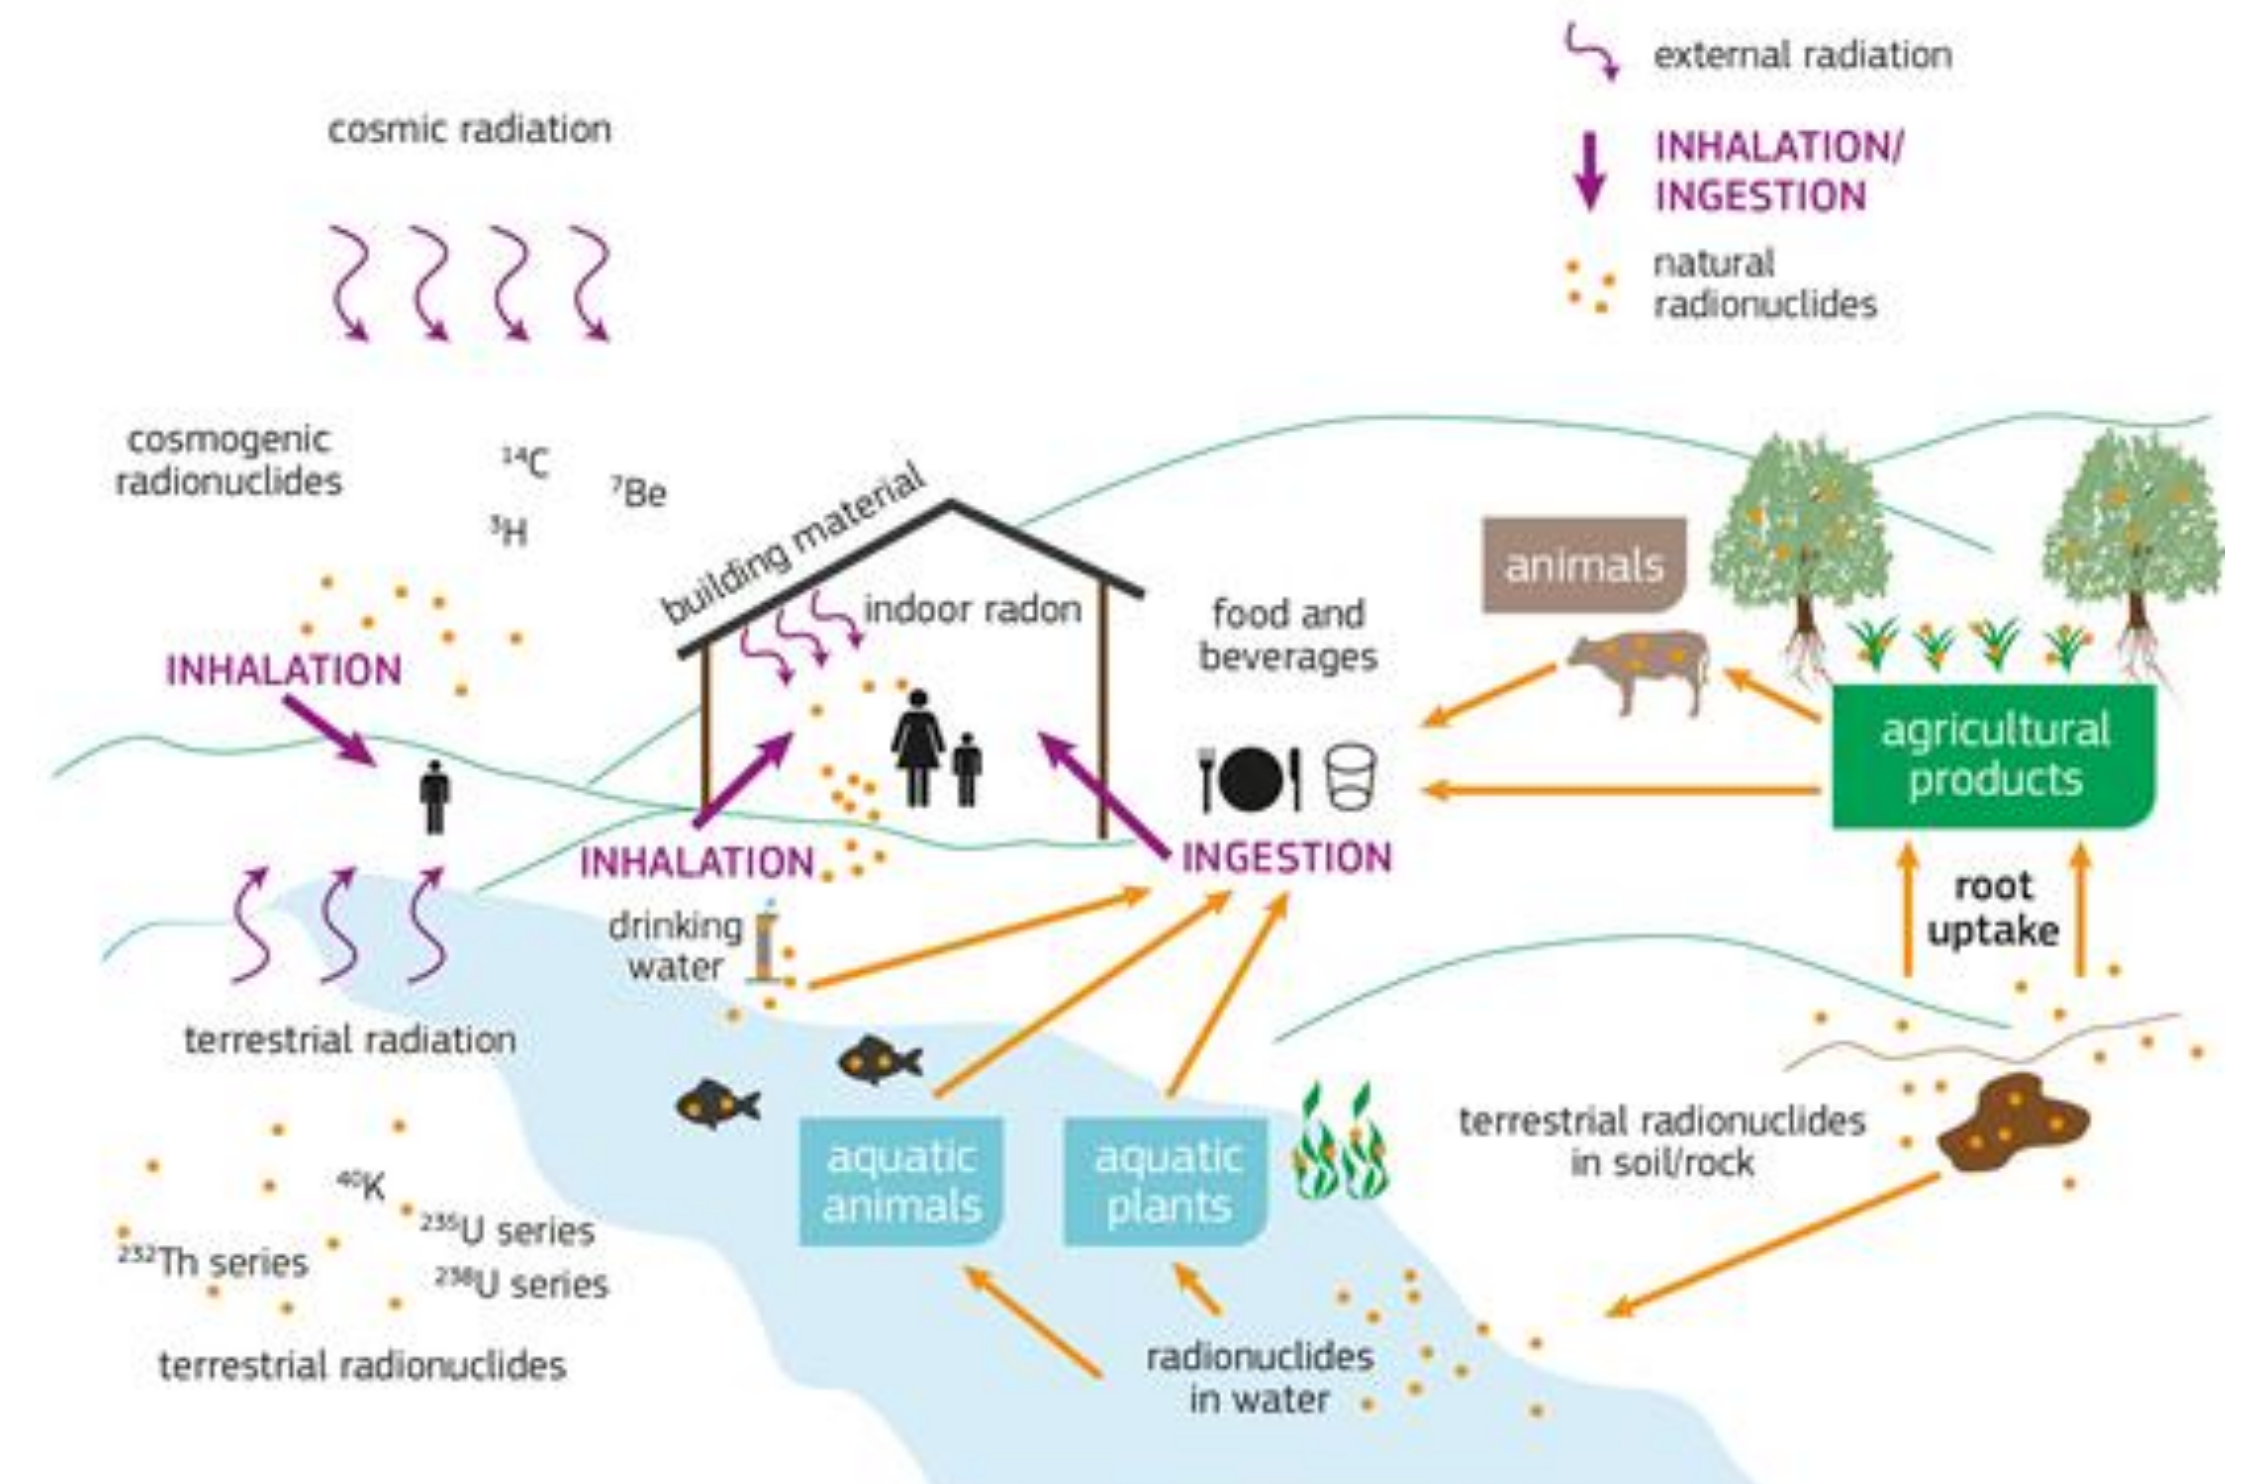 external radiation
INHALATION/
INGESTION
natural
radionuclides
cosmic radiation
cosmogenic
radionuclides
¹⁴C
⁷Be
³H
building material
indoor radon
INHALATION
food and
beverages
animals
agricultural
products
INHALATION
INGESTION
root
uptake
drinking
water
terrestrial radiation
aquatic
animals
aquatic
plants
terrestrial radionuclides
in soil/rock
⁴⁰K
²³⁵U series
²³²Th series
²³⁸U series
terrestrial radionuclides
radionuclides
in water